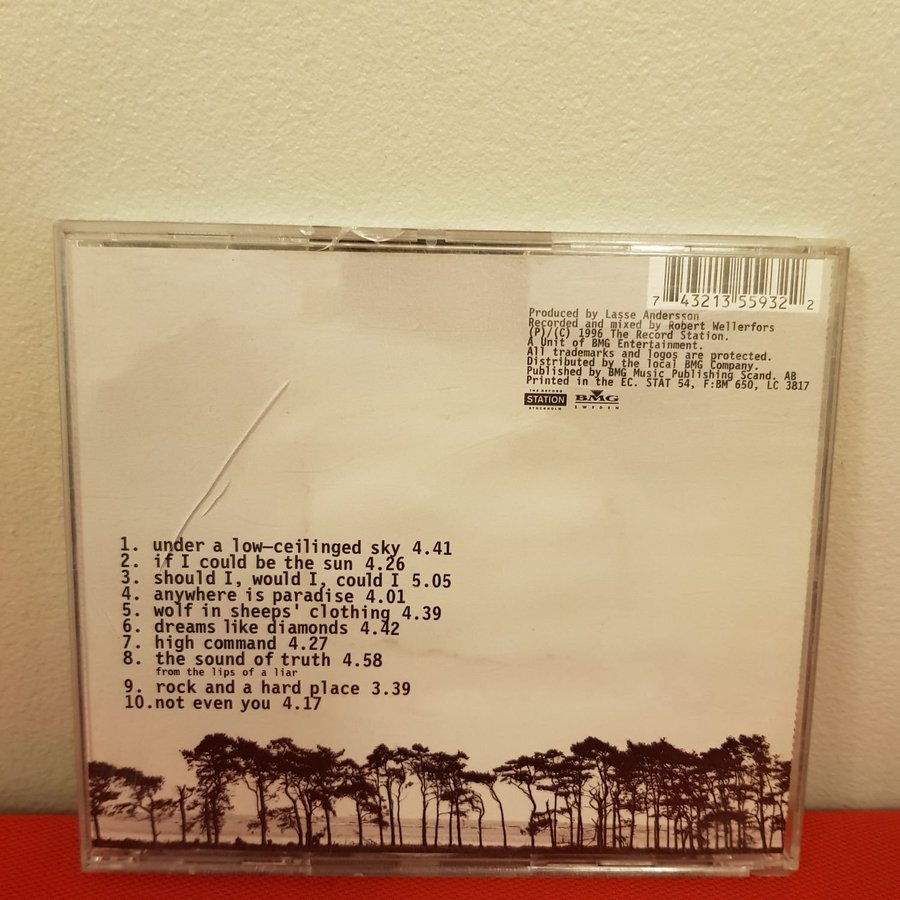 7 43213 55932 2
Produced by Lasse Andersson
Recorded and mixed by Robert Wellerfors
(P)/(C) 1996 The Record Station.
A Unit of BMG Entertainment.
All trademarks and logos are protected.
Distributed by the local BMG Company.
Published by BMG Music Publishing Scand. AB
Printed in the EC. STAT 54, F:BM 650, LC 3817
THE RECORD
STATION
STOCKHOLM
BMG
SWEDEN
1. under a low-ceilinged sky 4.41
2. if I could be the sun 4.26
3. should I, would I, could I 5.05
4. anywhere is paradise 4.01
5. wolf in sheeps' clothing 4.39
6. dreams like diamonds 4.42
7. high command 4.27
8. the sound of truth 4.58
from the lips of a liar
9. rock and a hard place 3.39
10.not even you 4.17